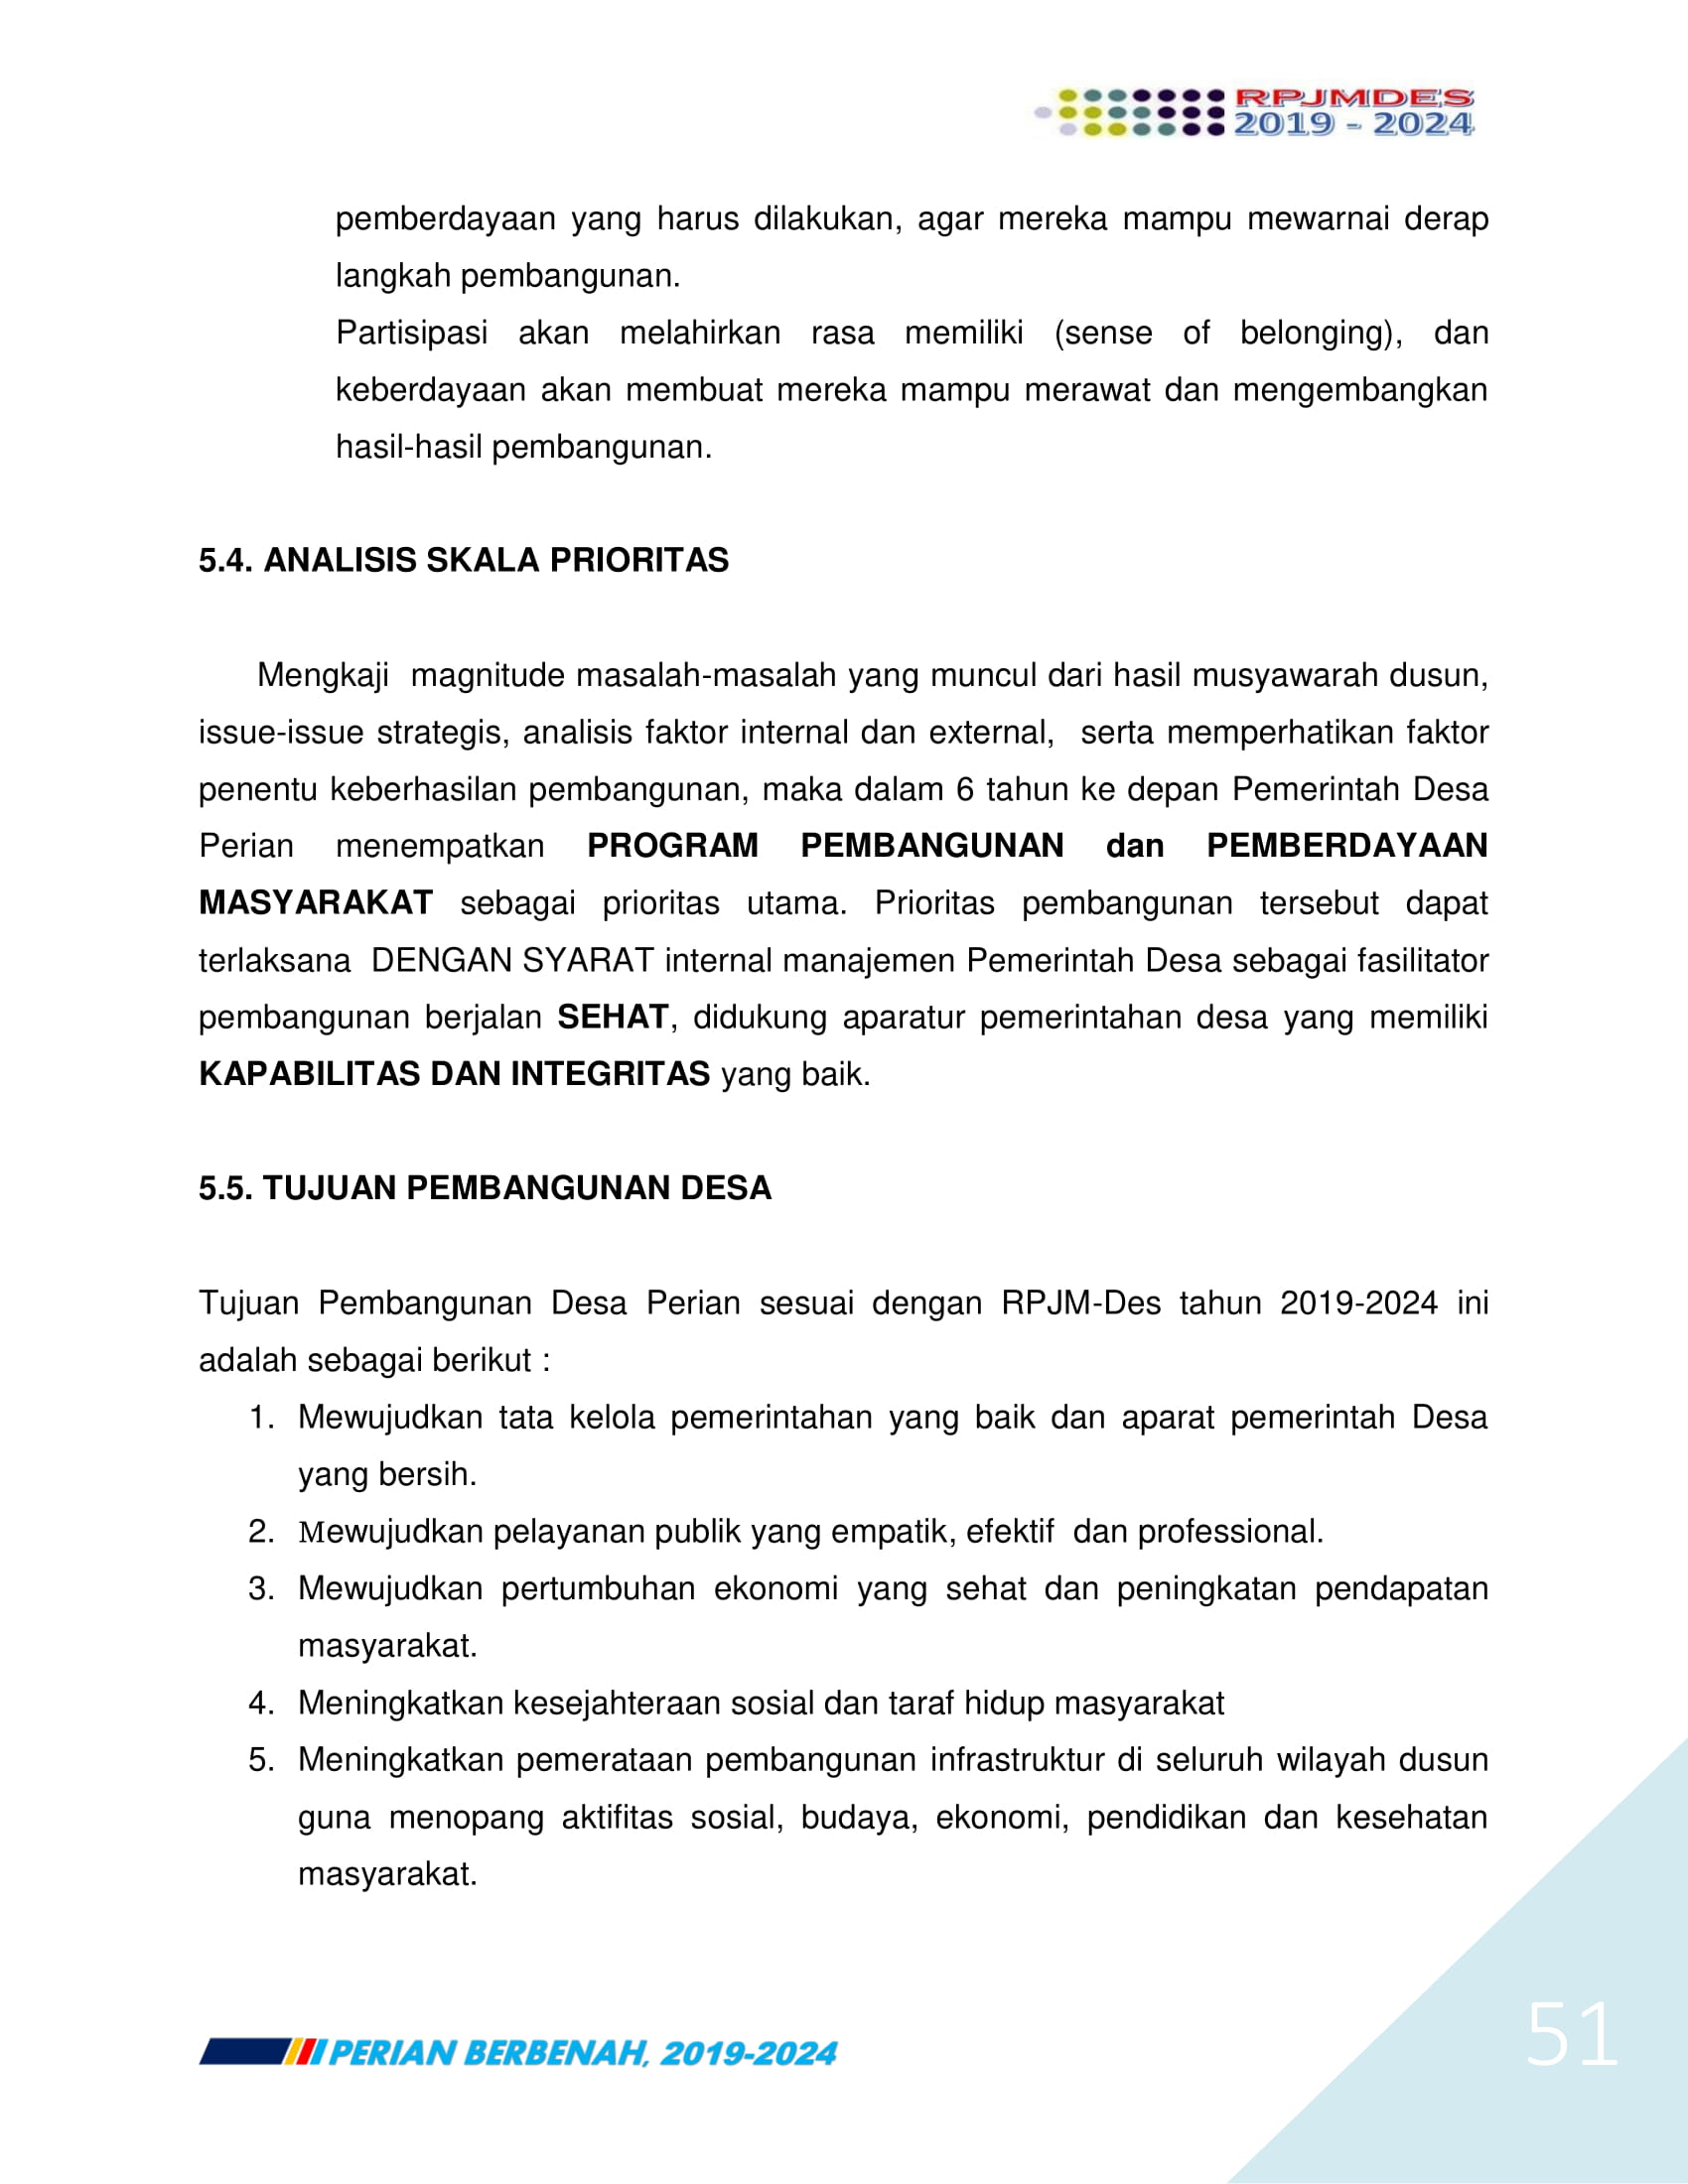 RPJMDES
2019 - 2024
pemberdayaan yang harus dilakukan, agar mereka mampu mewarnai derap
langkah pembangunan.
Partisipasi akan melahirkan rasa memiliki (sense of belonging), dan
keberdayaan akan membuat mereka mampu merawat dan mengembangkan
hasil-hasil pembangunan.
5.4. ANALISIS SKALA PRIORITAS
Mengkaji magnitude masalah-masalah yang muncul dari hasil musyawarah dusun,
issue-issue strategis, analisis faktor internal dan external, serta memperhatikan faktor
penentu keberhasilan pembangunan, maka dalam 6 tahun ke depan Pemerintah Desa
Perian menempatkan PROGRAM PEMBANGUNAN dan PEMBERDAYAAN
MASYARAKAT sebagai prioritas utama. Prioritas pembangunan tersebut dapat
terlaksana DENGAN SYARAT internal manajemen Pemerintah Desa sebagai fasilitator
pembangunan berjalan SEHAT, didukung aparatur pemerintahan desa yang memiliki
KAPABILITAS DAN INTEGRITAS yang baik.
5.5. TUJUAN PEMBANGUNAN DESA
Tujuan Pembangunan Desa Perian sesuai dengan RPJM-Des tahun 2019-2024 ini
adalah sebagai berikut :
1. Mewujudkan tata kelola pemerintahan yang baik dan aparat pemerintah Desa
yang bersih.
2. Mewujudkan pelayanan publik yang empatik, efektif dan professional.
3. Mewujudkan pertumbuhan ekonomi yang sehat dan peningkatan pendapatan
masyarakat.
4. Meningkatkan kesejahteraan sosial dan taraf hidup masyarakat
5. Meningkatkan pemerataan pembangunan infrastruktur di seluruh wilayah dusun
guna menopang aktifitas sosial, budaya, ekonomi, pendidikan dan kesehatan
masyarakat.
PERIAN BERBENAH, 2019-2024
51